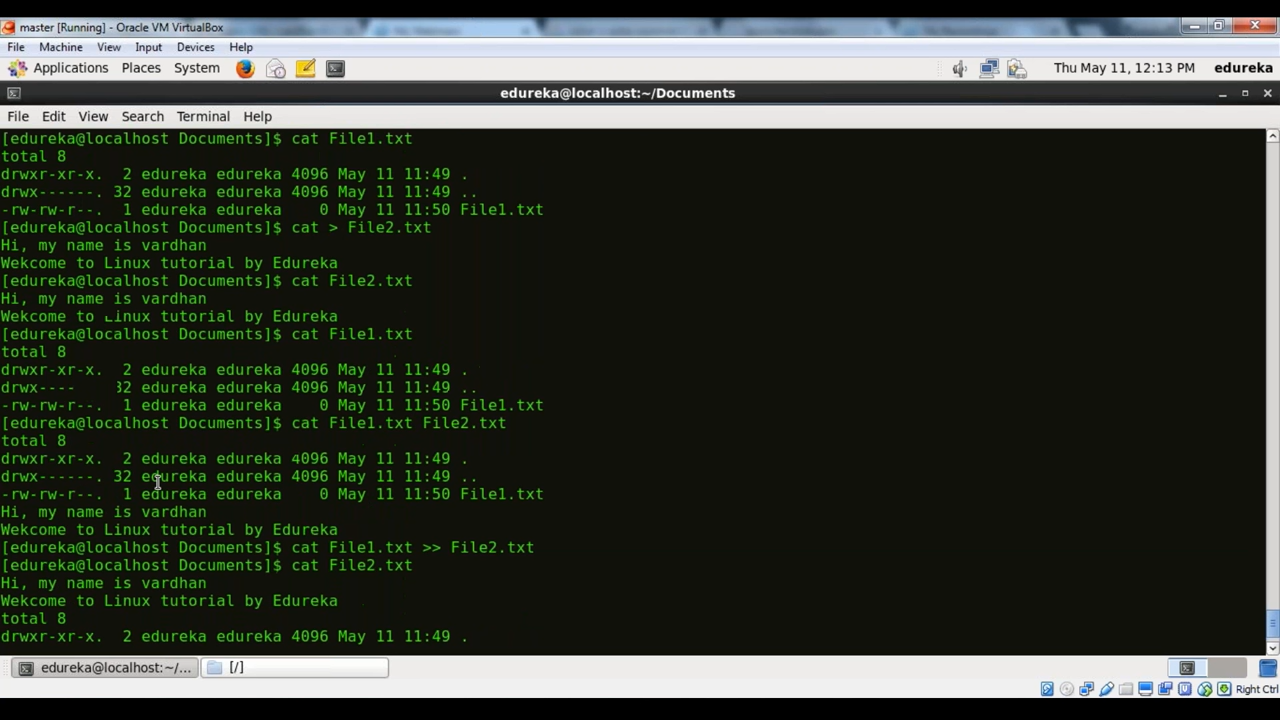 master [Running] - Oracle VM VirtualBox
File Machine View Input Devices Help
Applications Places System Thu May 11, 12:13 PM edureka
edureka@localhost:~/Documents
File Edit View Search Terminal Help
[edureka@localhost Documents]$ cat File1.txt
total 8
drwxr-xr-x. 2 edureka edureka 4096 May 11 11:49 .
drwx------. 32 edureka edureka 4096 May 11 11:49 ..
-rw-rw-r--. 1 edureka edureka 0 May 11 11:50 File1.txt
[edureka@localhost Documents]$ cat > File2.txt
Hi, my name is vardhan
Wekcome to Linux tutorial by Edureka
[edureka@localhost Documents]$ cat File2.txt
Hi, my name is vardhan
Wekcome to Linux tutorial by Edureka
[edureka@localhost Documents]$ cat File1.txt
total 8
drwxr-xr-x. 2 edureka edureka 4096 May 11 11:49 .
drwx---- 32 edureka edureka 4096 May 11 11:49 ..
-rw-rw-r--. 1 edureka edureka 0 May 11 11:50 File1.txt
[edureka@localhost Documents]$ cat File1.txt File2.txt
total 8
drwxr-xr-x. 2 edureka edureka 4096 May 11 11:49 .
drwx------. 32 edureka edureka 4096 May 11 11:49 ..
-rw-rw-r--. 1 edureka edureka 0 May 11 11:50 File1.txt
Hi, my name is vardhan
Wekcome to Linux tutorial by Edureka
[edureka@localhost Documents]$ cat File1.txt >> File2.txt
[edureka@localhost Documents]$ cat File2.txt
Hi, my name is vardhan
Wekcome to Linux tutorial by Edureka
total 8
drwxr-xr-x. 2 edureka edureka 4096 May 11 11:49 .
edureka@localhost:~/... [/]
Right Ctrl